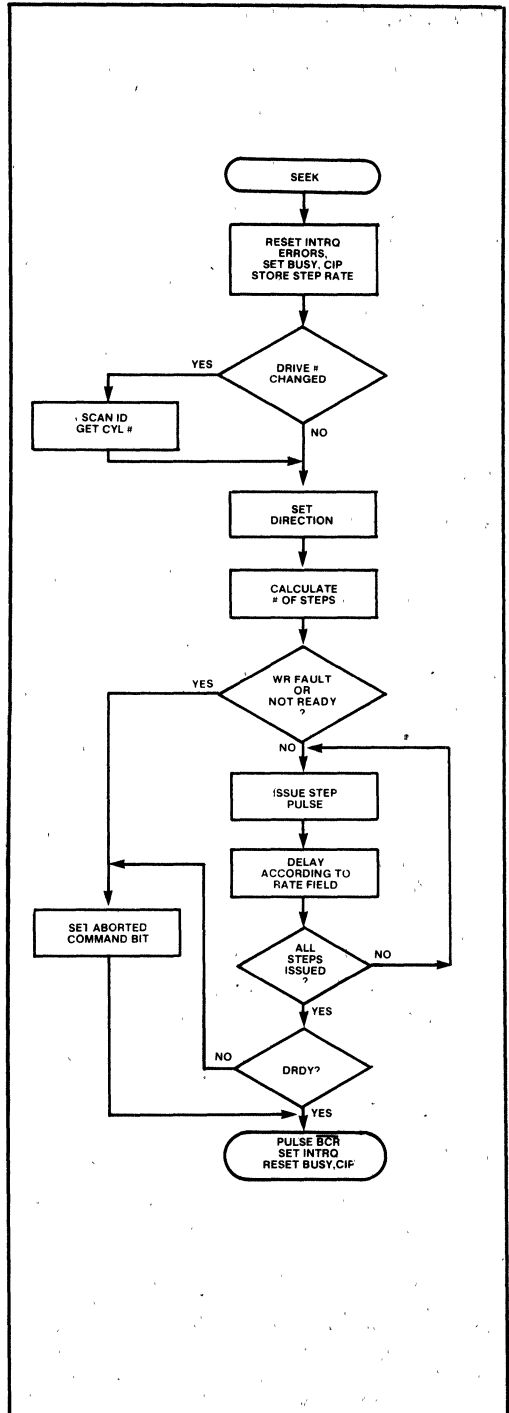 SEEK
RESET INTRQ
ERRORS,
SET BUSY, CIP
STORE STEP RATE
YES
DRIVE #
CHANGED
SCAN ID
GET CYL #
NO
SET
DIRECTION
CALCULATE
# OF STEPS
YES
WR FAULT
OR
NOT READY
?
NO
ISSUE STEP
PULSE
DELAY
ACCORDING TO
RATE FIELD
SET ABORTED
COMMAND BIT
ALL
STEPS
ISSUED
?
NO
YES
NO
DRDY?
YES
PULSE BCR
SET INTRQ
RESET BUSY,CIP